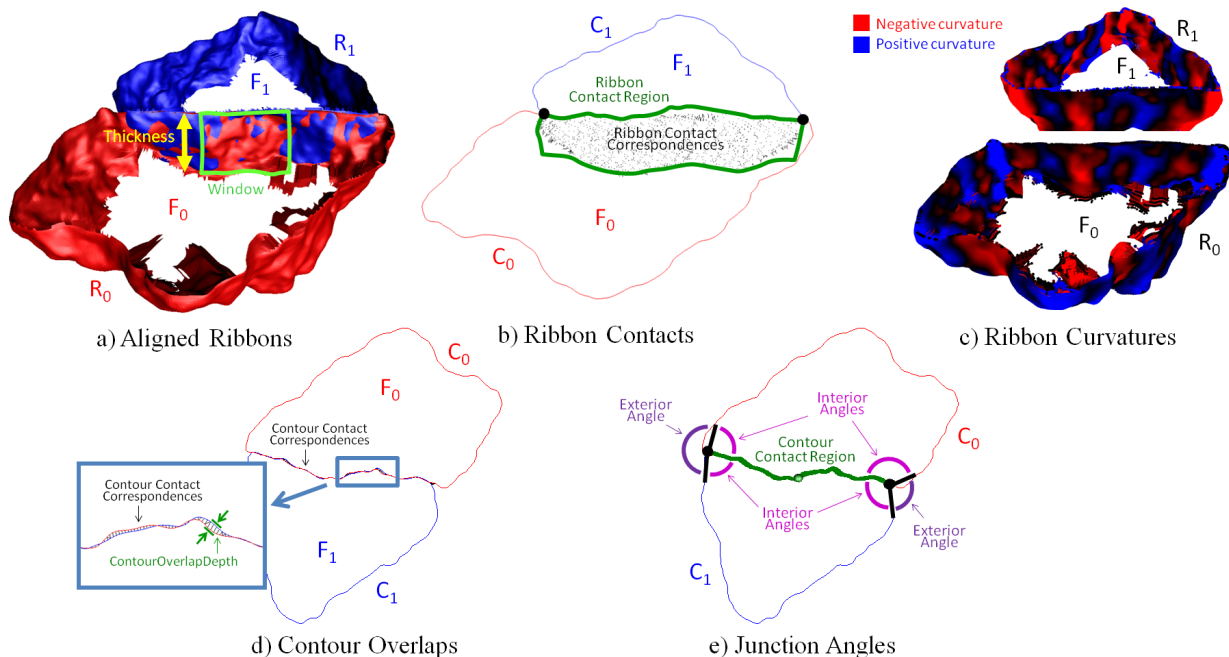 R1
F1
Thickness
Window
F0
R0
a) Aligned Ribbons
C1
F1
Ribbon
Contact Region
Ribbon Contact
Correspondences
F0
C0
b) Ribbon Contacts
Negative curvature
Positive curvature
R1
F1
F0
R0
c) Ribbon Curvatures
C0
F0
Contour Contact
Correspondences
Contour Contact
Correspondences
ContourOverlapDepth
F1
C1
d) Contour Overlaps
Exterior
Angle
Interior
Angles
Contour
Contact Region
C0
Interior
Angles
Exterior
Angle
C1
e) Junction Angles